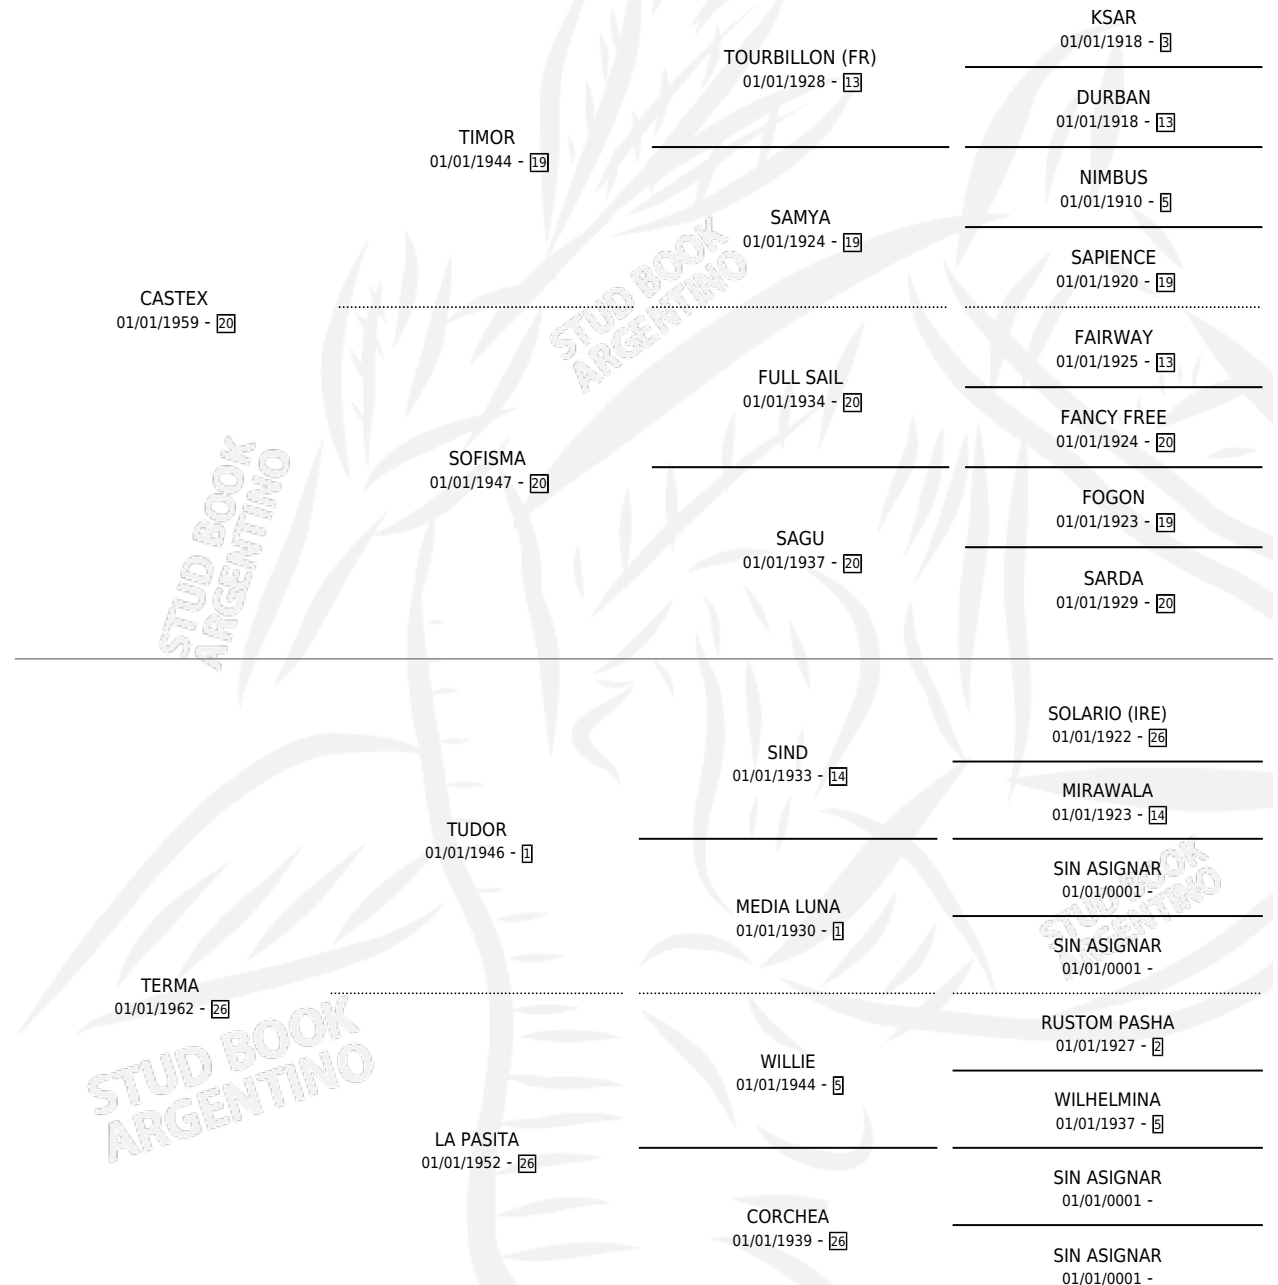 KSAR
01/01/1918 - 3
TOURBILLON (FR)
01/01/1928 - 13
DURBAN
01/01/1918 - 13
TIMOR
01/01/1944 - 19
NIMBUS
01/01/1910 - 5
SAMYA
01/01/1924 - 19
SAPIENCE
01/01/1920 - 19
CASTEX
01/01/1959 - 20
FAIRWAY
01/01/1925 - 13
FULL SAIL
01/01/1934 - 20
FANCY FREE
01/01/1924 - 20
SOFISMA
01/01/1947 - 20
FOGON
01/01/1923 - 19
SAGU
01/01/1937 - 20
SARDA
01/01/1929 - 20
STUD BOOK
ARGENTINO
STUD BOOK
ARGENTINO
SOLARIO (IRE)
01/01/1922 - 26
SIND
01/01/1933 - 14
MIRAWALA
01/01/1923 - 14
TUDOR
01/01/1946 - 1
SIN ASIGNAR
01/01/0001 -
MEDIA LUNA
01/01/1930 - 1
SIN ASIGNAR
01/01/0001 -
STUD BOOK
ARGENTINO
TERMA
01/01/1962 - 26
RUSTOM PASHA
01/01/1927 - 2
WILLIE
01/01/1944 - 5
WILHELMINA
01/01/1937 - 5
STUD BOOK
ARGENTINO
LA PASITA
01/01/1952 - 26
SIN ASIGNAR
01/01/0001 -
CORCHEA
01/01/1939 - 26
SIN ASIGNAR
01/01/0001 -